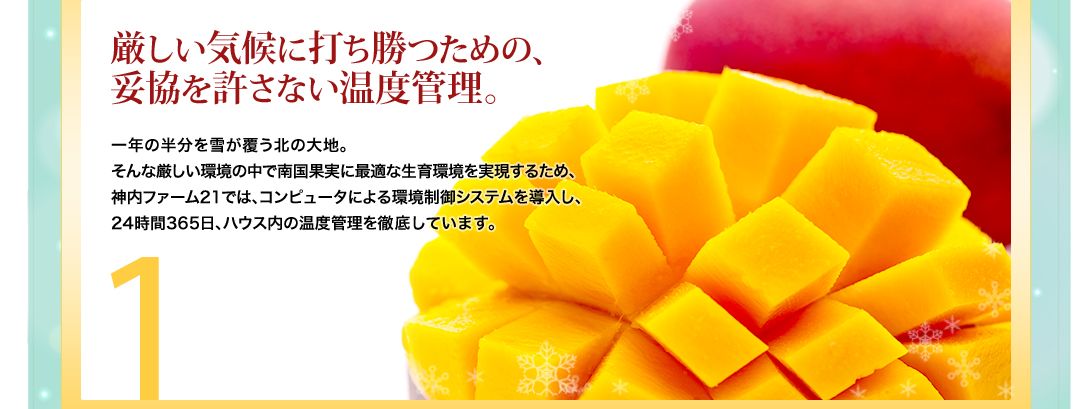 厳しい気候に打ち勝つための、
妥協を許さない温度管理。
一年の半分を雪が覆う北の大地。
そんな厳しい環境の中で南国果実に最適な生育環境を実現するため、
神内ファーム21では、コンピュータによる環境制御システムを導入し、
24時間365日、ハウス内の温度管理を徹底しています。
1